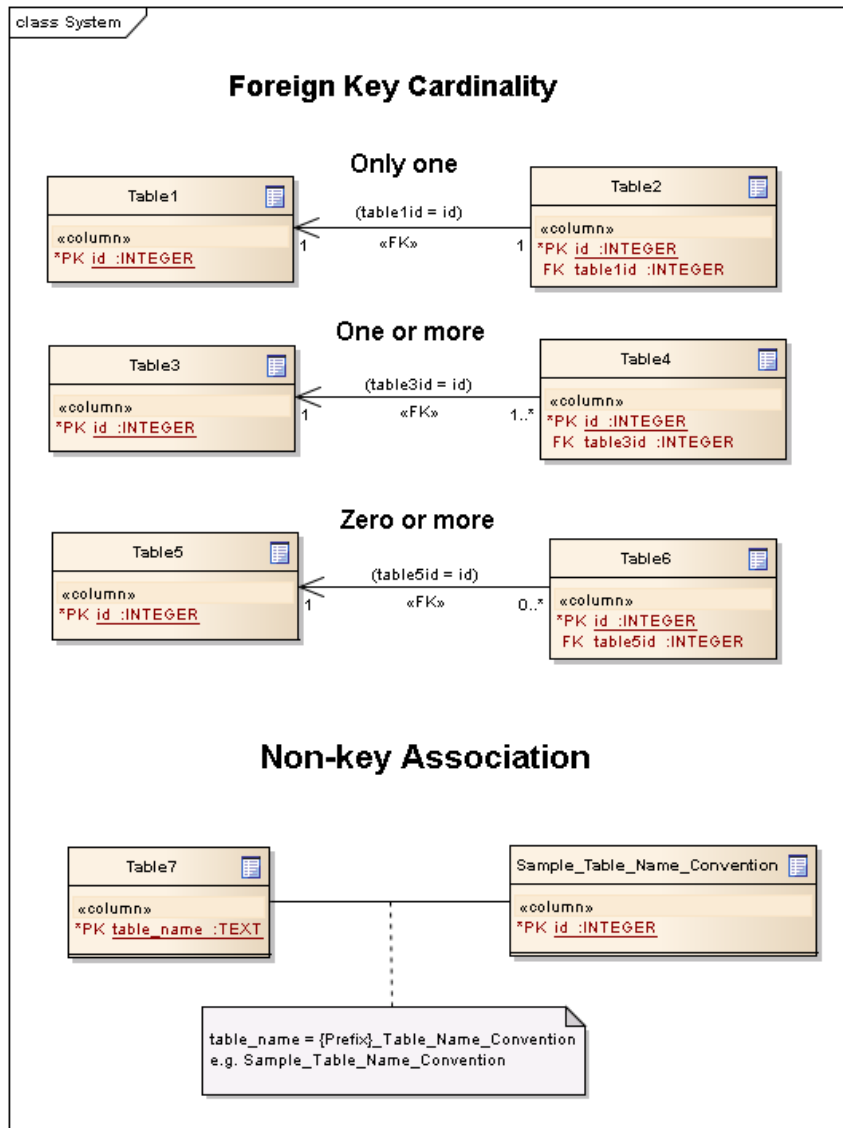 class System
Foreign Key Cardinality
Only one
Table1
«column»
*PK id :INTEGER
(table1id = id)
1
«FK»
1
Table2
«column»
*PK id :INTEGER
FK table1id :INTEGER
One or more
Table3
«column»
*PK id :INTEGER
(table3id = id)
1
«FK»
1..*
Table4
«column»
*PK id :INTEGER
FK table3id :INTEGER
Zero or more
Table5
«column»
*PK id :INTEGER
(table5id = id)
1
«FK»
0..*
Table6
«column»
*PK id :INTEGER
FK table5id :INTEGER
Non-key Association
Table7
«column»
*PK table_name :TEXT
Sample_Table_Name_Convention
«column»
*PK id :INTEGER
table_name = {Prefix}_Table_Name_Convention
e.g. Sample_Table_Name_Convention